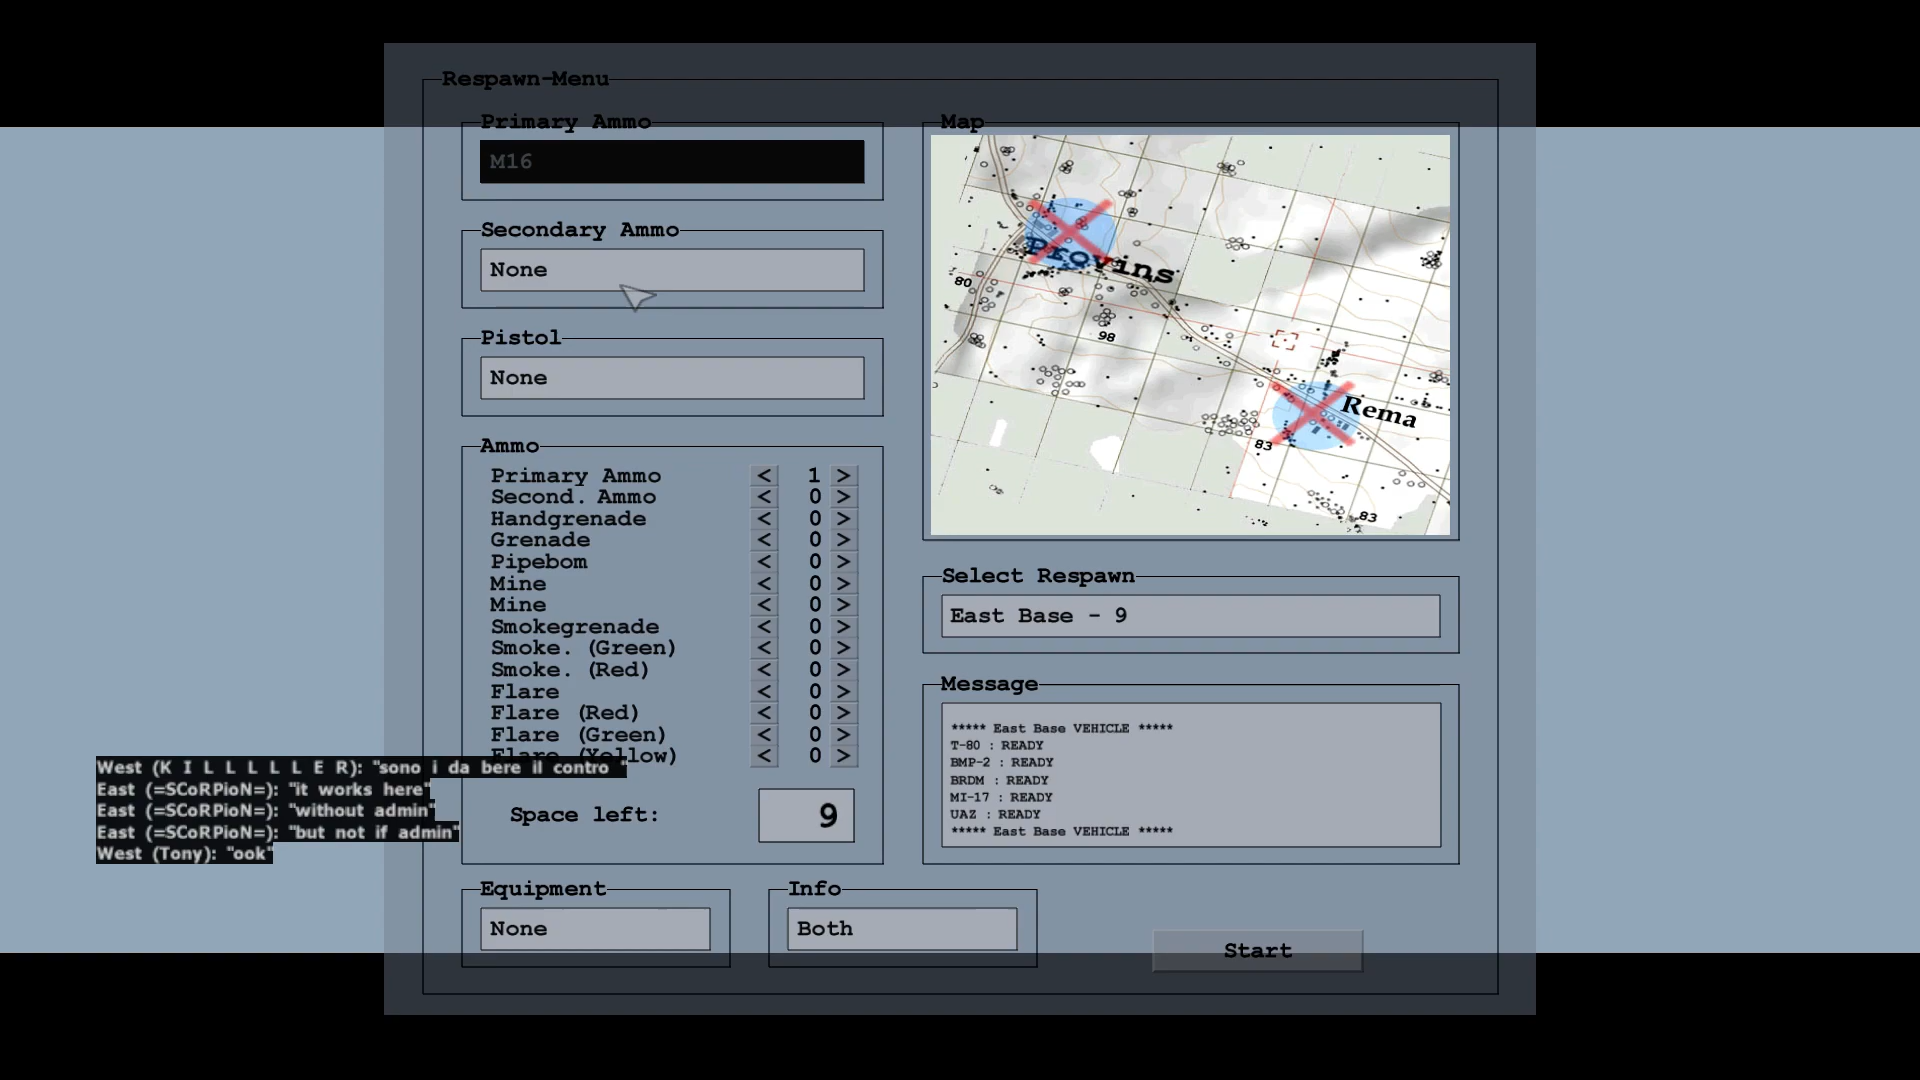 Respawn-Menu
Primary Ammo
M16
Secondary Ammo
None
Pistol
None
Ammo
Primary Ammo < 1 >
Second. Ammo < 0 >
Handgrenade < 0 >
Grenade < 0 >
Pipebom < 0 >
Mine < 0 >
Mine < 0 >
Smokegrenade < 0 >
Smoke. (Green) < 0 >
Smoke. (Red) < 0 >
Flare < 0 >
Flare (Red) < 0 >
Flare (Green) < 0 >
Flare (Yellow) < 0 >
Space left: 9
Equipment
None
Info
Both
Map
Provins
80
98
Rema
83
83
Select Respawn
East Base - 9
Message
***** East Base VEHICLE *****
T-80 : READY
BMP-2 : READY
BRDM : READY
MI-17 : READY
UAZ : READY
***** East Base VEHICLE *****
Start
West (K I L L L L E R): "sono i da bere il contro "
East (=SCoRPioN=): "it works here"
East (=SCoRPioN=): "without admin"
East (=SCoRPioN=): "but not if admin"
West (Tony): "ook"